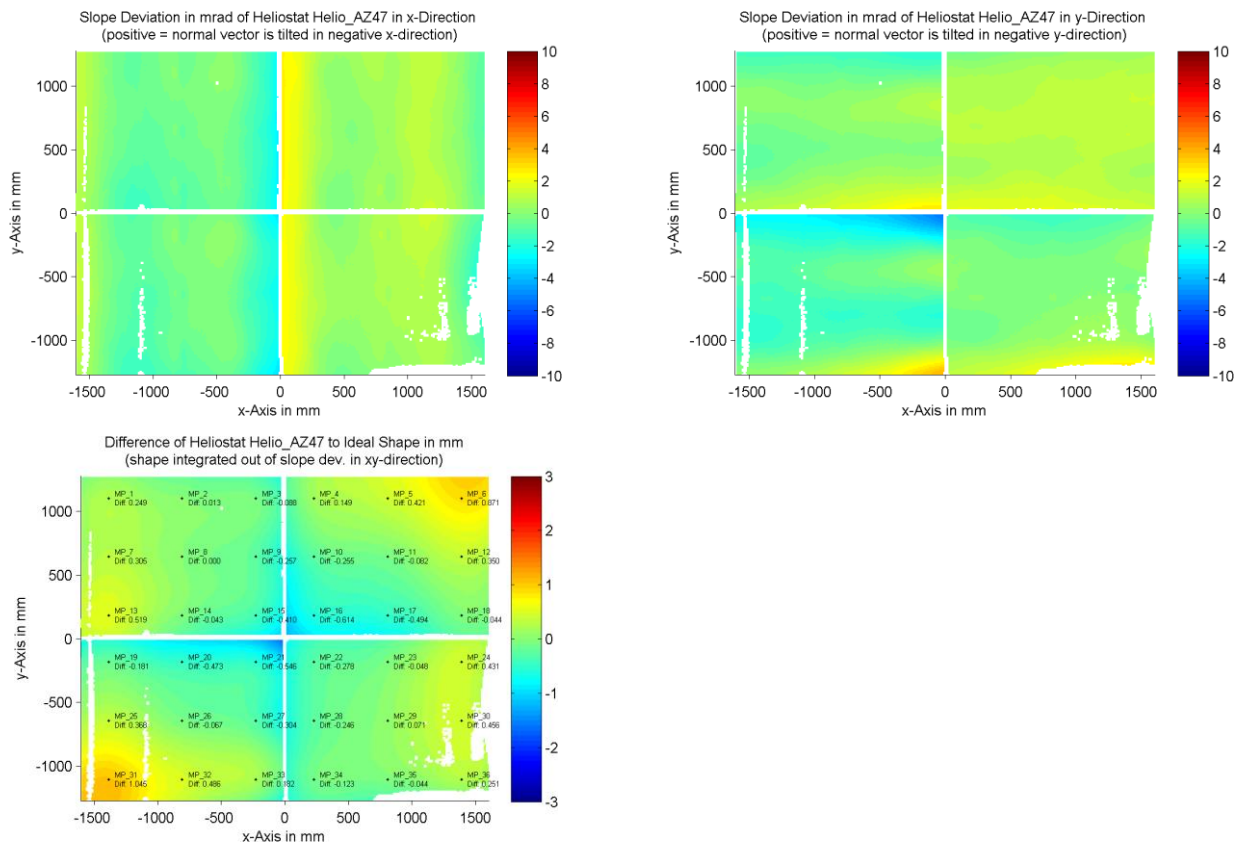 Slope Deviation in mrad of Heliostat Helio_AZ47 in x-Direction
(positive = normal vector is tilted in negative x-direction)
1000
500
0
-500
-1000
y-Axis in mm
-1500 -1000 -500 0 500 1000 1500
x-Axis in mm
10
8
6
4
2
0
-2
-4
-6
-8
-10
Slope Deviation in mrad of Heliostat Helio_AZ47 in y-Direction
(positive = normal vector is tilted in negative y-direction)
1000
500
0
-500
-1000
y-Axis in mm
-1500 -1000 -500 0 500 1000 1500
x-Axis in mm
10
8
6
4
2
0
-2
-4
-6
-8
-10
Difference of Heliostat Helio_AZ47 to Ideal Shape in mm
(shape integrated out of slope dev. in xy-direction)
1000
500
0
-500
-1000
y-Axis in mm
MP_1 MP_2 MP_3 MP_4 MP_5 MP_6
Diff: 0.249 Diff: 0.013 Diff: -0.088 Diff: 0.149 Diff: 0.421 Diff: 0.871
MP_7 MP_8 MP_9 MP_10 MP_11 MP_12
Diff: 0.305 Diff: 0.000 Diff: -0.257 Diff: -0.255 Diff: -0.082 Diff: 0.350
MP_13 MP_14 MP_15 MP_16 MP_17 MP_18
Diff: 0.519 Diff: -0.043 Diff: -0.410 Diff: -0.614 Diff: -0.494 Diff: -0.044
MP_19 MP_20 MP_21 MP_22 MP_23 MP_24
Diff: -0.181 Diff: -0.473 Diff: -0.546 Diff: -0.278 Diff: -0.048 Diff: 0.431
MP_25 MP_26 MP_27 MP_28 MP_29 MP_30
Diff: 0.368 Diff: -0.067 Diff: -0.304 Diff: -0.246 Diff: 0.071 Diff: 0.456
MP_31 MP_32 MP_33 MP_34 MP_35 MP_36
Diff: 1.045 Diff: 0.486 Diff: 0.182 Diff: -0.123 Diff: -0.044 Diff: 0.251
-1500 -1000 -500 0 500 1000 1500
x-Axis in mm
3
2
1
0
-1
-2
-3